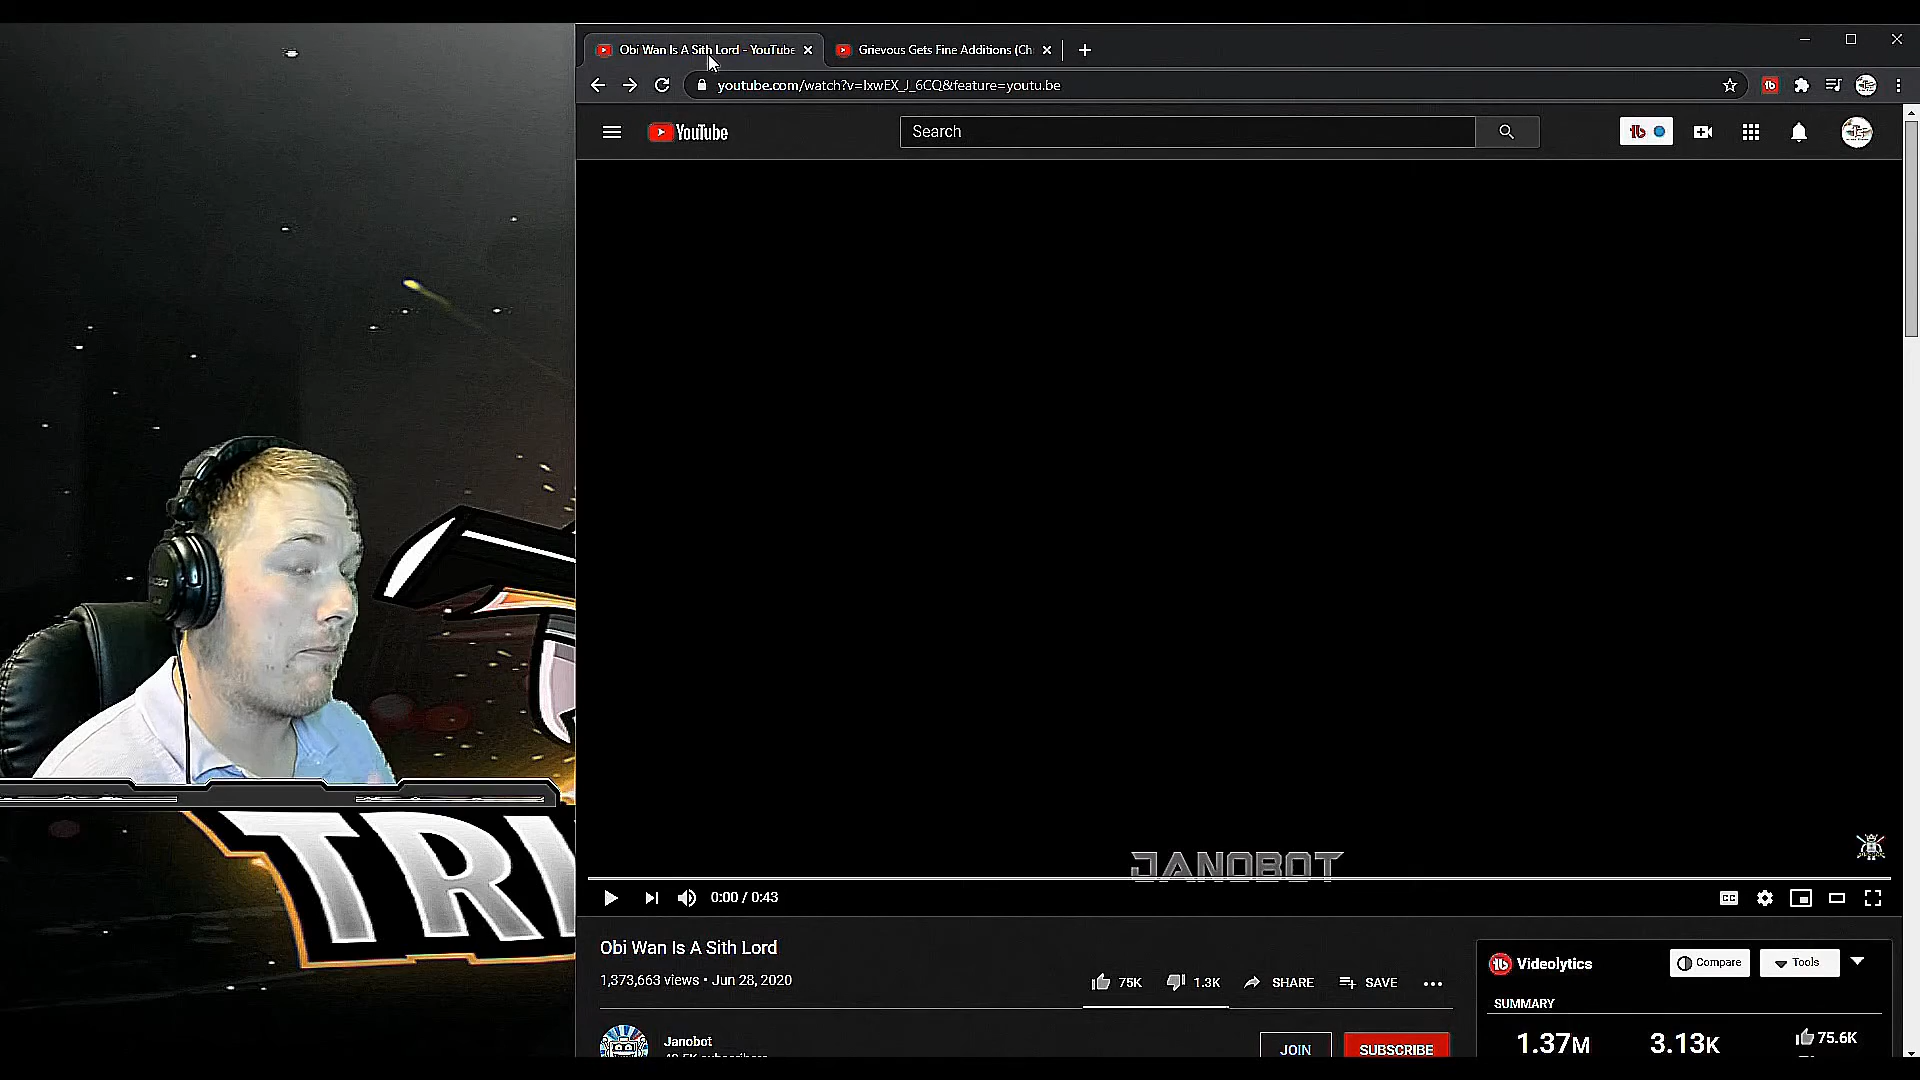 Obi Wan Is A Sith Lord - YouTube
Grievous Gets Fine Additions (Ch
youtube.com/watch?v=IxwEX_J_6CQ&feature=youtu.be
YouTube
Search
JANOBOT
0:00 / 0:43
CC
Obi Wan Is A Sith Lord
1,373,663 views • Jun 28, 2020
75K
1.3K
SHARE
SAVE
Janobot
JOIN
SUBSCRIBE
Videolytics
Compare
Tools
SUMMARY
1.37M
3.13K
75.6K
TRI